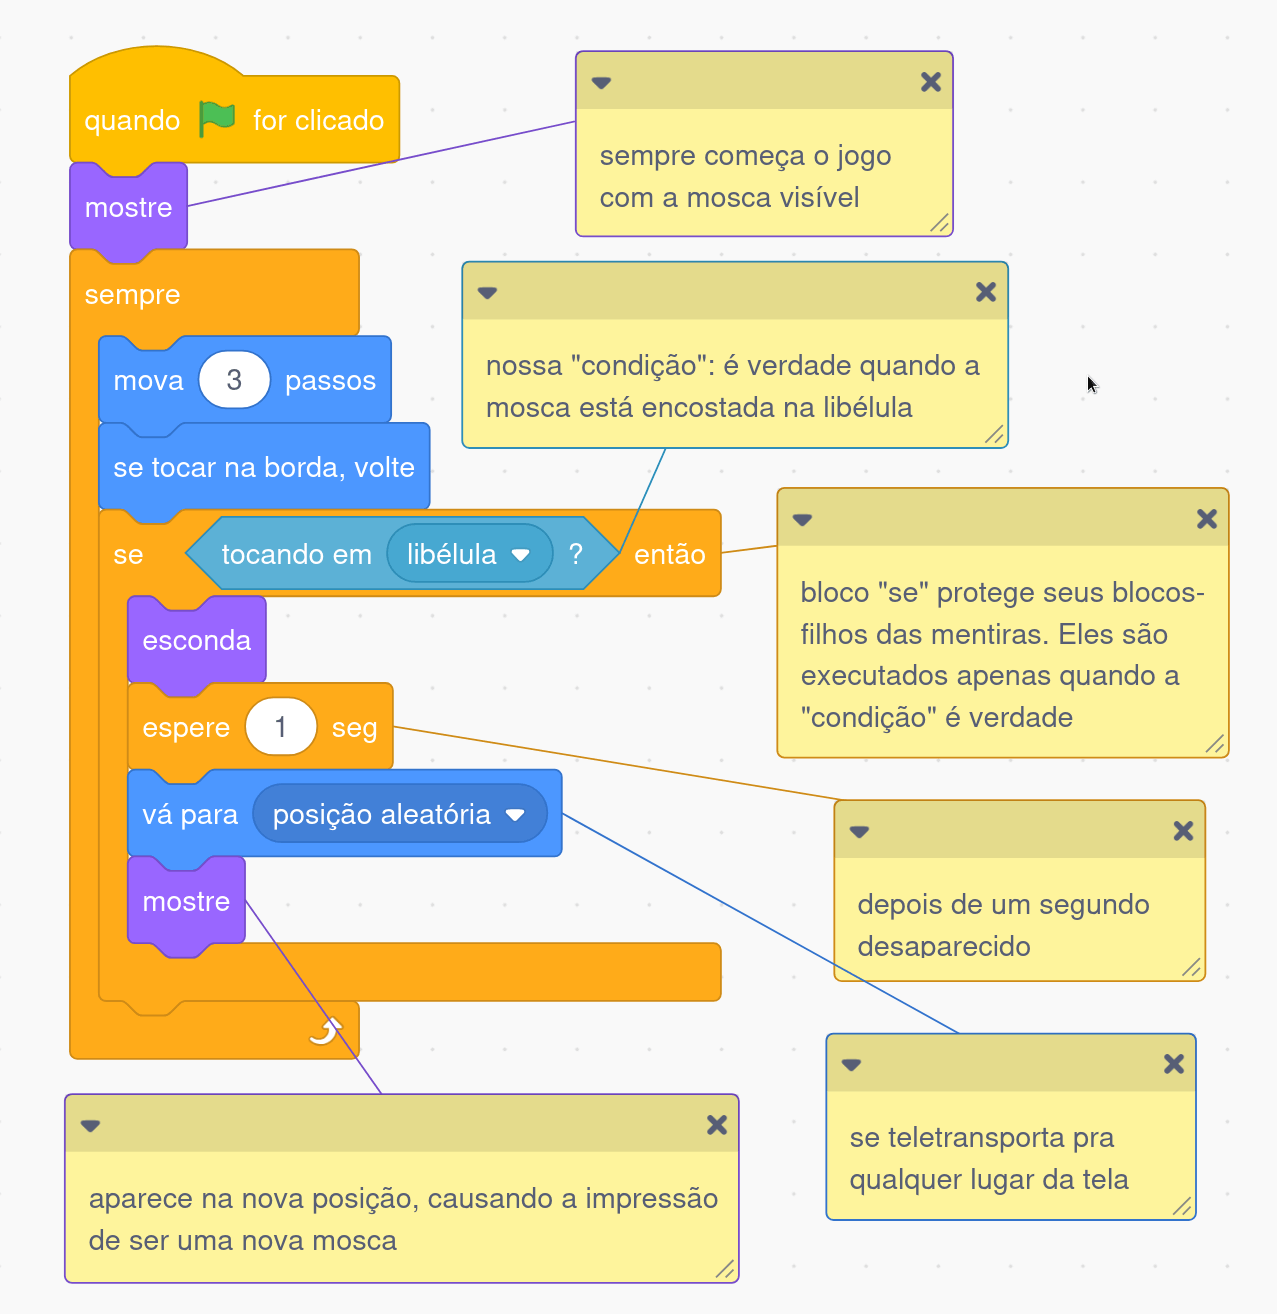 quando for clicado
mostre
sempre
mova 3 passos
se tocar na borda, volte
se tocando em libélula ? então
esconda
espere 1 seg
vá para posição aleatória
mostre
sempre começa o jogo
com a mosca visível
nossa "condição": é verdade quando a
mosca está encostada na libélula
bloco "se" protege seus blocos-
filhos das mentiras. Eles são
executados apenas quando a
"condição" é verdade
depois de um segundo
desaparecido
se teletransporta pra
qualquer lugar da tela
aparece na nova posição, causando a impressão
de ser uma nova mosca